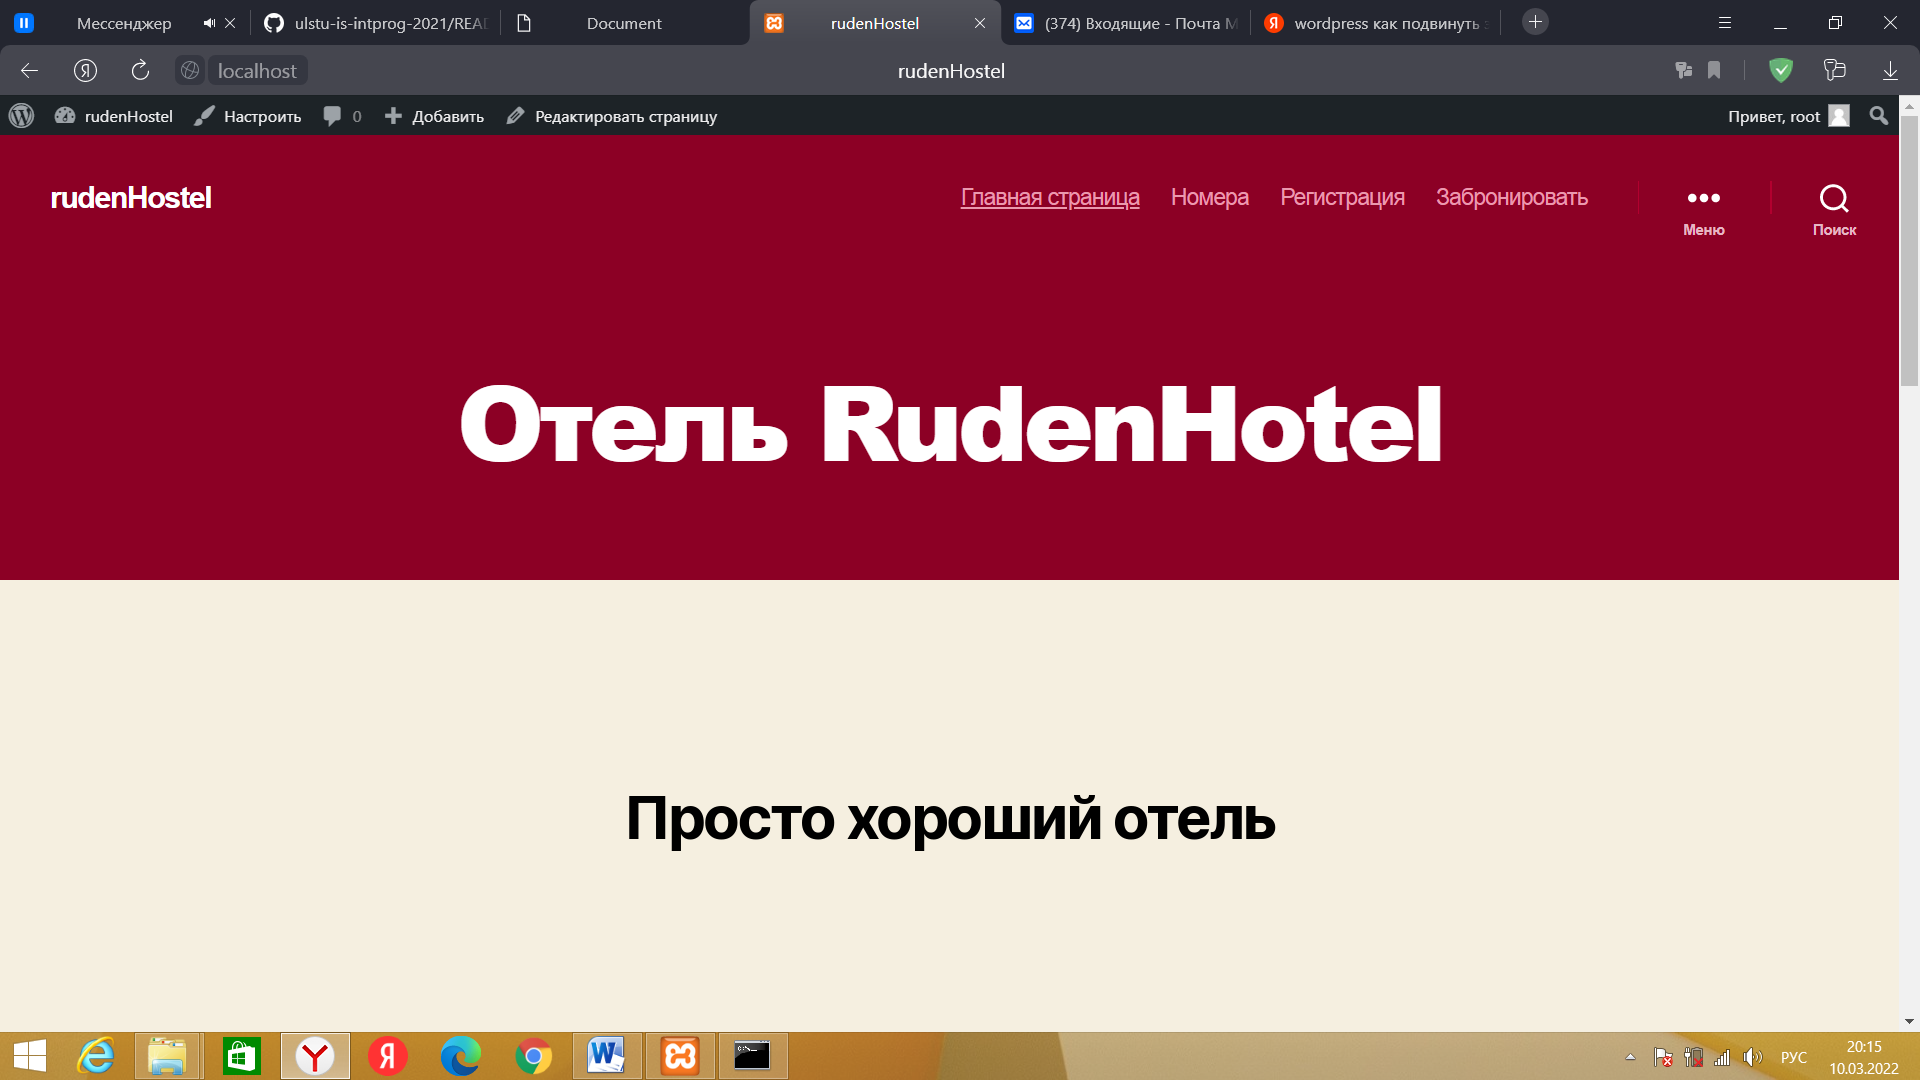 Мессенджер
ulstu-is-intprog-2021/REA
Document
rudenHostel
(374) Входящие - Почта М
wordpress как подвинуть
localhost
rudenHostel
rudenHostel
Настроить
0
Добавить
Редактировать страницу
Привет, root
rudenHostel
Главная страница
Номера
Регистрация
Забронировать
Меню
Поиск
Отель RudenHotel
Просто хороший отель
РУС
20:15
10.03.2022